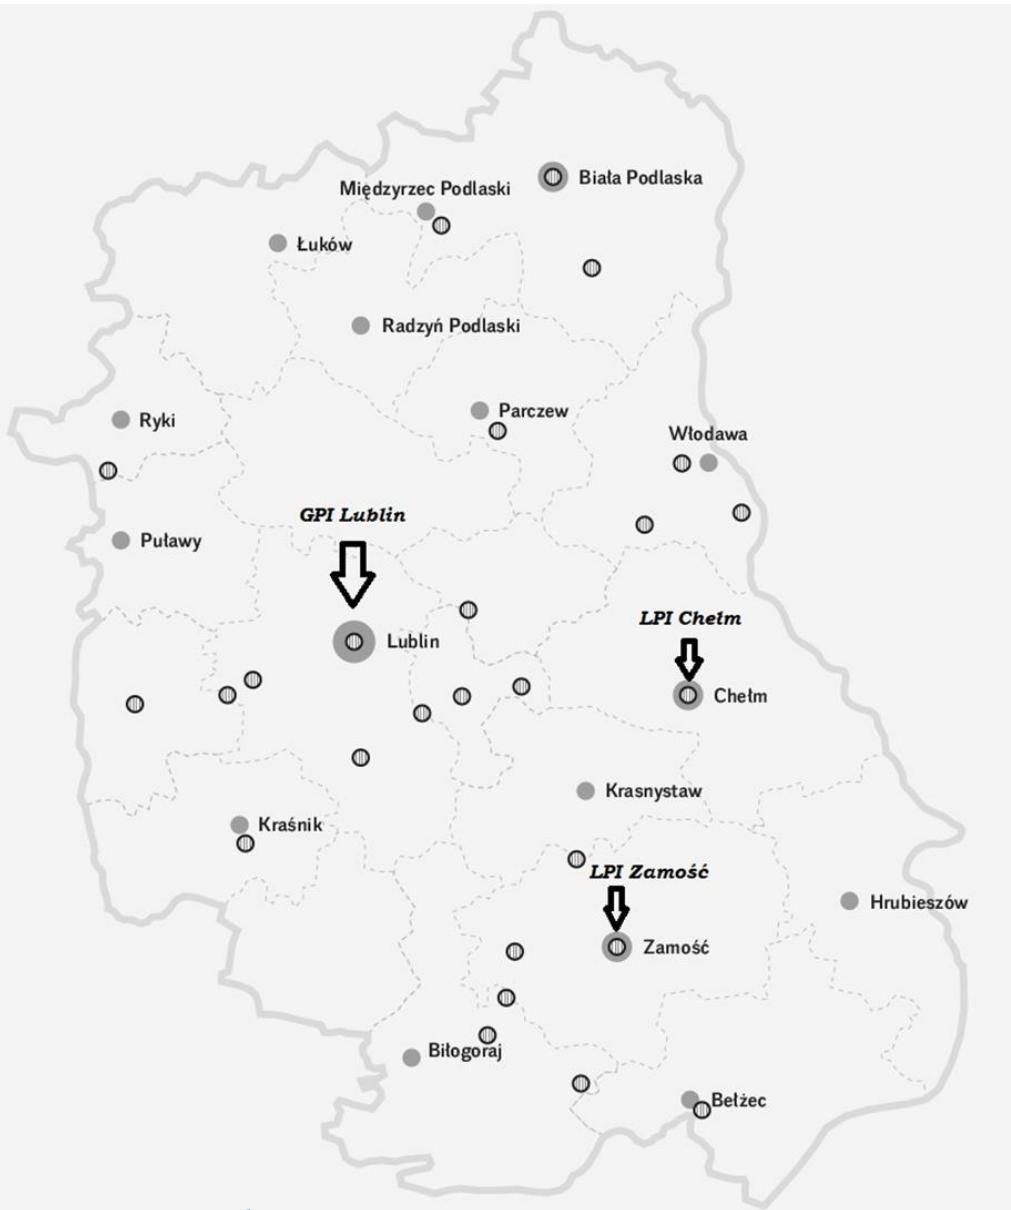 Biała Podlaska
Międzyrzec Podlaski
Łuków
Radzyń Podlaski
Parczew
Ryki
Włodawa
GPI Lublin
Puławy
LPI Chełm
Lublin
Chełm
Krasnystaw
Kraśnik
LPI Zamość
Hrubieszów
Zamość
Biłogoraj
Bełżec